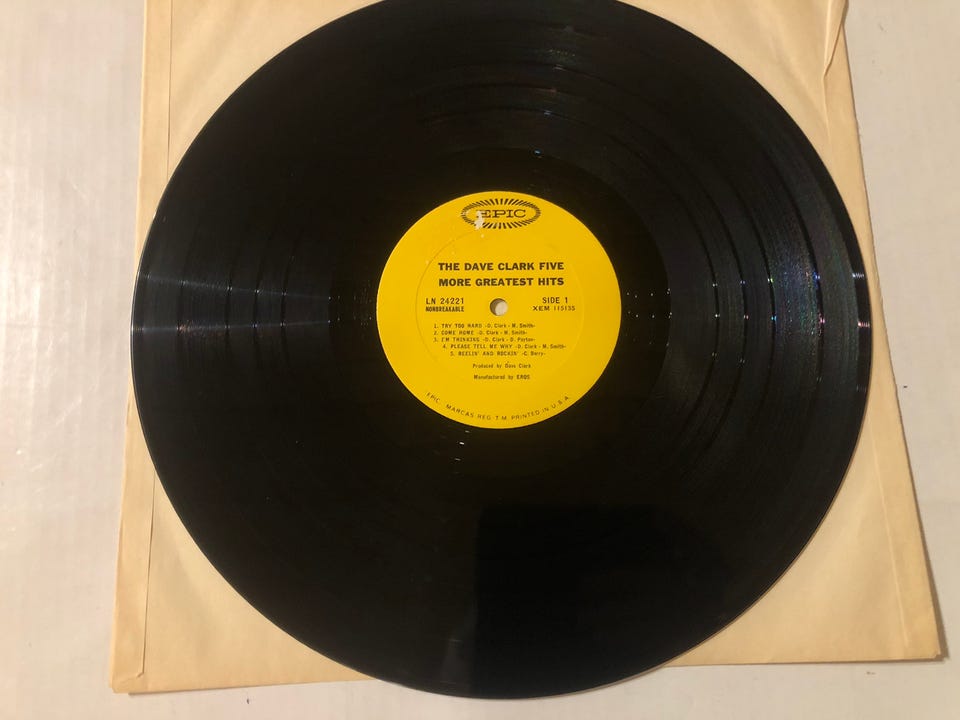 EPIC
THE DAVE CLARK FIVE
MORE GREATEST HITS
LN 24221 SIDE 1
NONBREAKABLE XEM 115135
1. TRY TOO HARD -D. Clark - M. Smith-
2. COME HOME -D. Clark - M. Smith-
3. I'M THINKING -D. Clark - D. Payton-
4. PLEASE TELL ME WHY -D. Clark - M. Smith-
5. REELIN' AND ROCKIN' -C. Berry-
Produced by Dave Clark
Manufactured by EROS
"EPIC," MARCAS REG. T.M. PRINTED IN U.S.A.